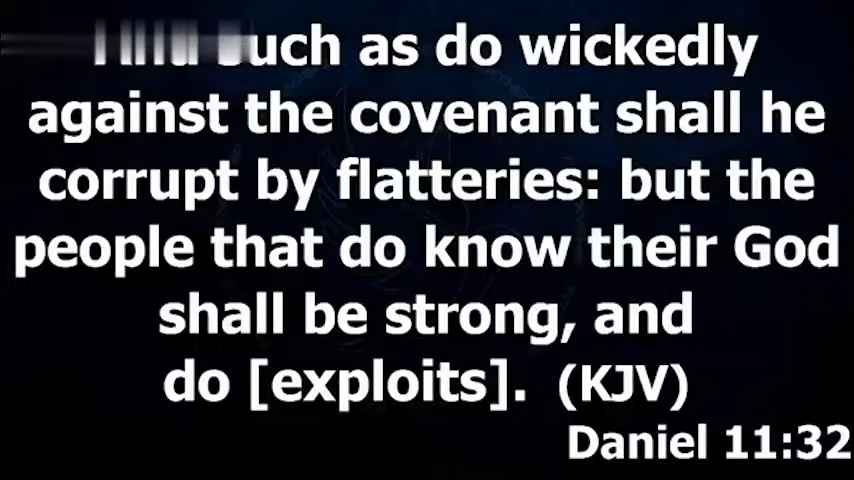 such as do wickedly
against the covenant shall he
corrupt by flatteries: but the
people that do know their God
shall be strong, and
do [exploits]. (KJV)
Daniel 11:32